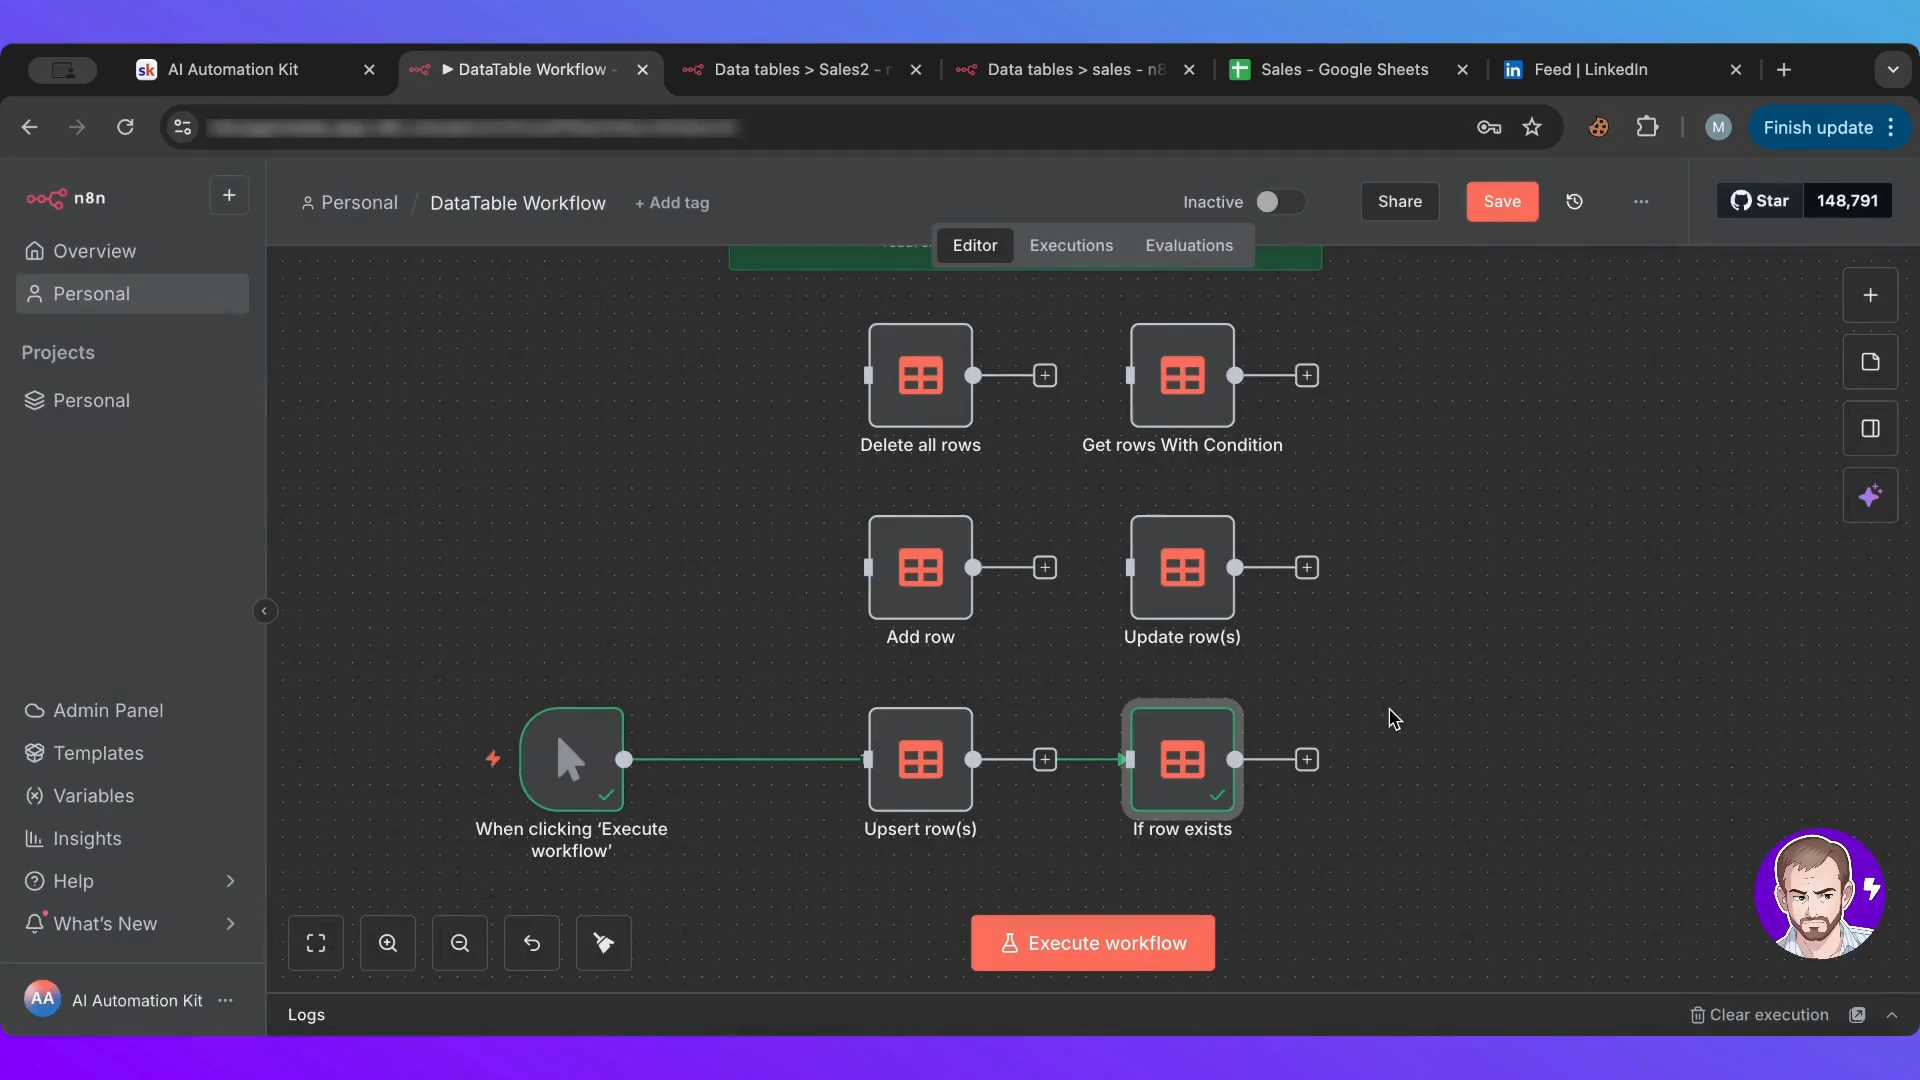 sk AI Automation Kit
DataTable Workflow -
Data tables > Sales2 -
Data tables > sales - n8
Sales - Google Sheets
in Feed | LinkedIn
M
Finish update
n8n
+
Personal / DataTable Workflow + Add tag
Inactive
Share
Save
Star 148,791
Editor Executions Evaluations
Overview
Personal
Projects
Personal
Delete all rows
Get rows With Condition
Add row
Update row(s)
When clicking ‘Execute
workflow’
Upsert row(s)
If row exists
Admin Panel
Templates
Variables
Insights
Help
What’s New
Execute workflow
AA AI Automation Kit
Logs
Clear execution